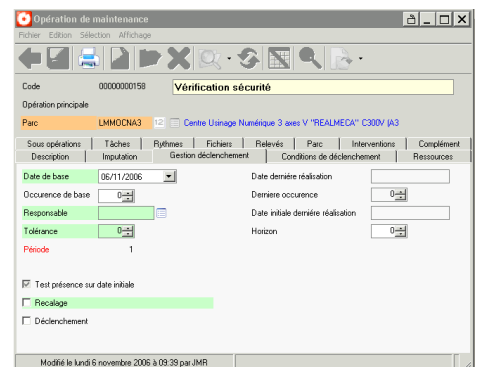 Opération de maintenance
Fichier Edition Sélection Affichage
Code 00000000158 Vérification sécurité
Opération principale
Parc LMMOCNA3 12 Centre Usinage Numérique 3 axes V "REALMECA" C300V (A3
Sous opérations Tâches Rythmes Fichiers Relevés Parc Interventions Complément
Description Imputation Gestion déclenchement Conditions de déclenchement Ressources
Date de base 06/11/2006 Date derniére réalisation
Occurence de base 0 Derniere occurence 0
Responsable Date initiale derniére réalisation
Tolérance 0 Horizon 0
Période 1
Test présence sur date initiale
Recalage
Déclenchement
Modifié le lundi 6 novembre 2006 à 09:39 par JMR